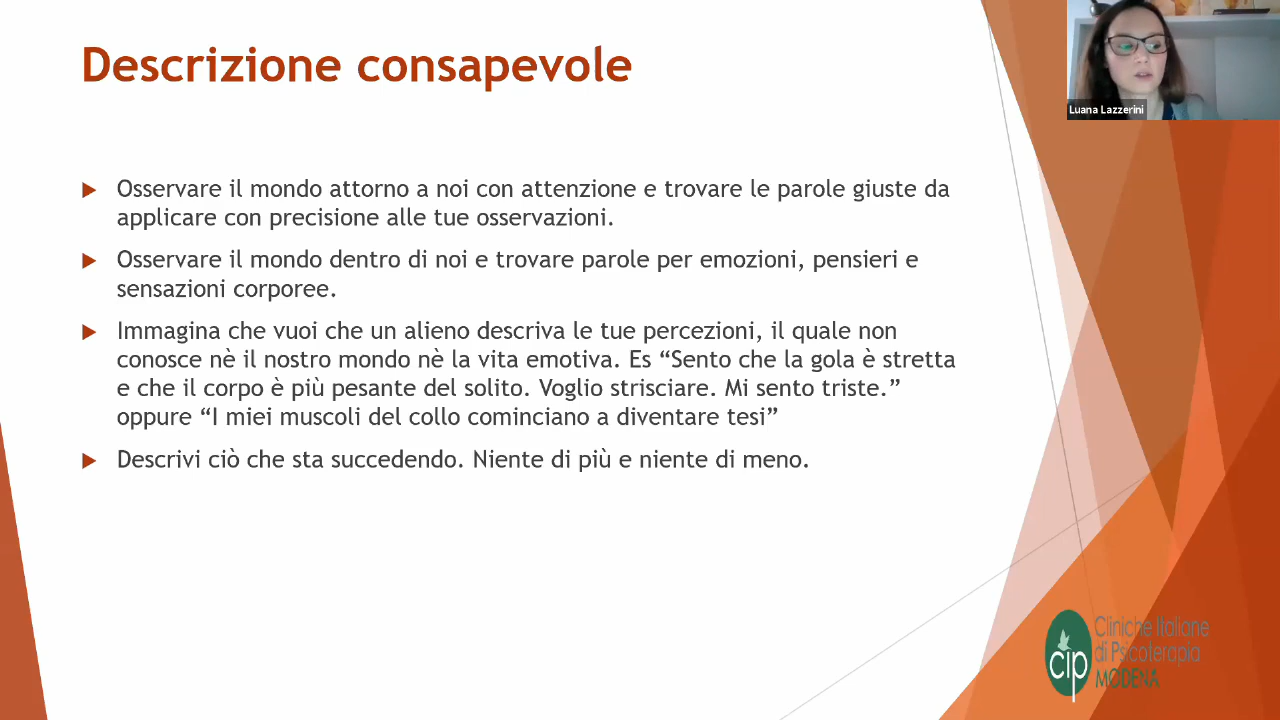 Descrizione consapevole
Luana Lazzerini
Osservare il mondo attorno a noi con attenzione e trovare le parole giuste da
applicare con precisione alle tue osservazioni.
Osservare il mondo dentro di noi e trovare parole per emozioni, pensieri e
sensazioni corporee.
Immagina che vuoi che un alieno descriva le tue percezioni, il quale non
conosce nè il nostro mondo nè la vita emotiva. Es “Sento che la gola è stretta
e che il corpo è più pesante del solito. Voglio strisciare. Mi sento triste.”
oppure “I miei muscoli del collo cominciano a diventare tesi”
Descrivi ciò che sta succedendo. Niente di più e niente di meno.
cip
Cliniche Italiane
di Psicoterapia
MODENA